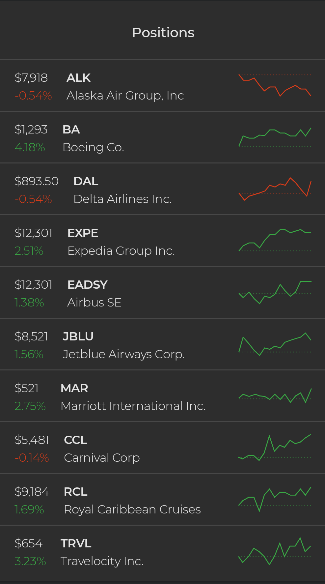 Positions
$7,918 ALK
-0.54% Alaska Air Group, Inc
$1,293 BA
4.18% Boeing Co.
$893.50 DAL
-0.54% Delta Airlines Inc.
$12,301 EXPE
2.51% Expedia Group Inc.
$12,301 EADSY
1.38% Airbus SE
$8,521 JBLU
1.56% Jetblue Airways Corp.
$521 MAR
2.75% Marriott International Inc.
$5,481 CCL
-0.14% Carnival Corp
$9,184 RCL
1.69% Royal Caribbean Cruises
$654 TRVL
3.23% Travelocity Inc.